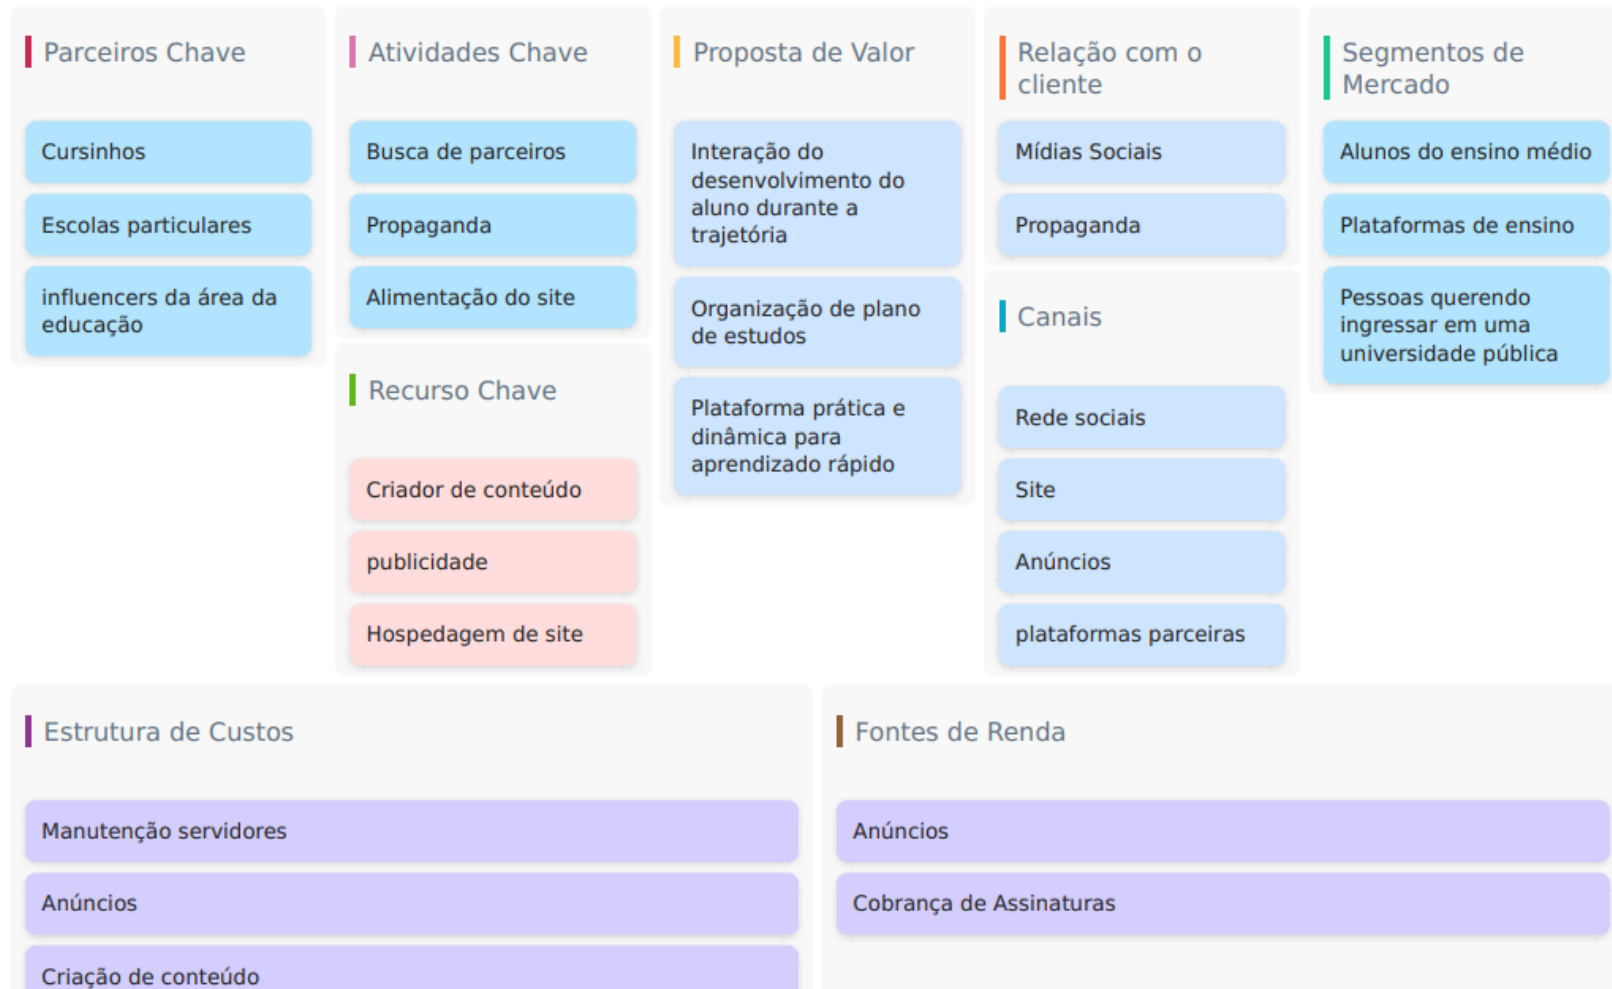 Parceiros Chave
Cursinhos
Escolas particulares
influencers da área da
educação
Atividades Chave
Busca de parceiros
Propaganda
Alimentação do site
Recurso Chave
Criador de conteúdo
publicidade
Hospedagem de site
Proposta de Valor
Interação do
desenvolvimento do
aluno durante a
trajetória
Organização de plano
de estudos
Plataforma prática e
dinâmica para
aprendizado rápido
Relação com o
cliente
Mídias Sociais
Propaganda
Canais
Rede sociais
Site
Anúncios
plataformas parceiras
Segmentos de
Mercado
Alunos do ensino médio
Plataformas de ensino
Pessoas querendo
ingressar em uma
universidade pública
Estrutura de Custos
Manutenção servidores
Anúncios
Criação de conteúdo
Fontes de Renda
Anúncios
Cobrança de Assinaturas